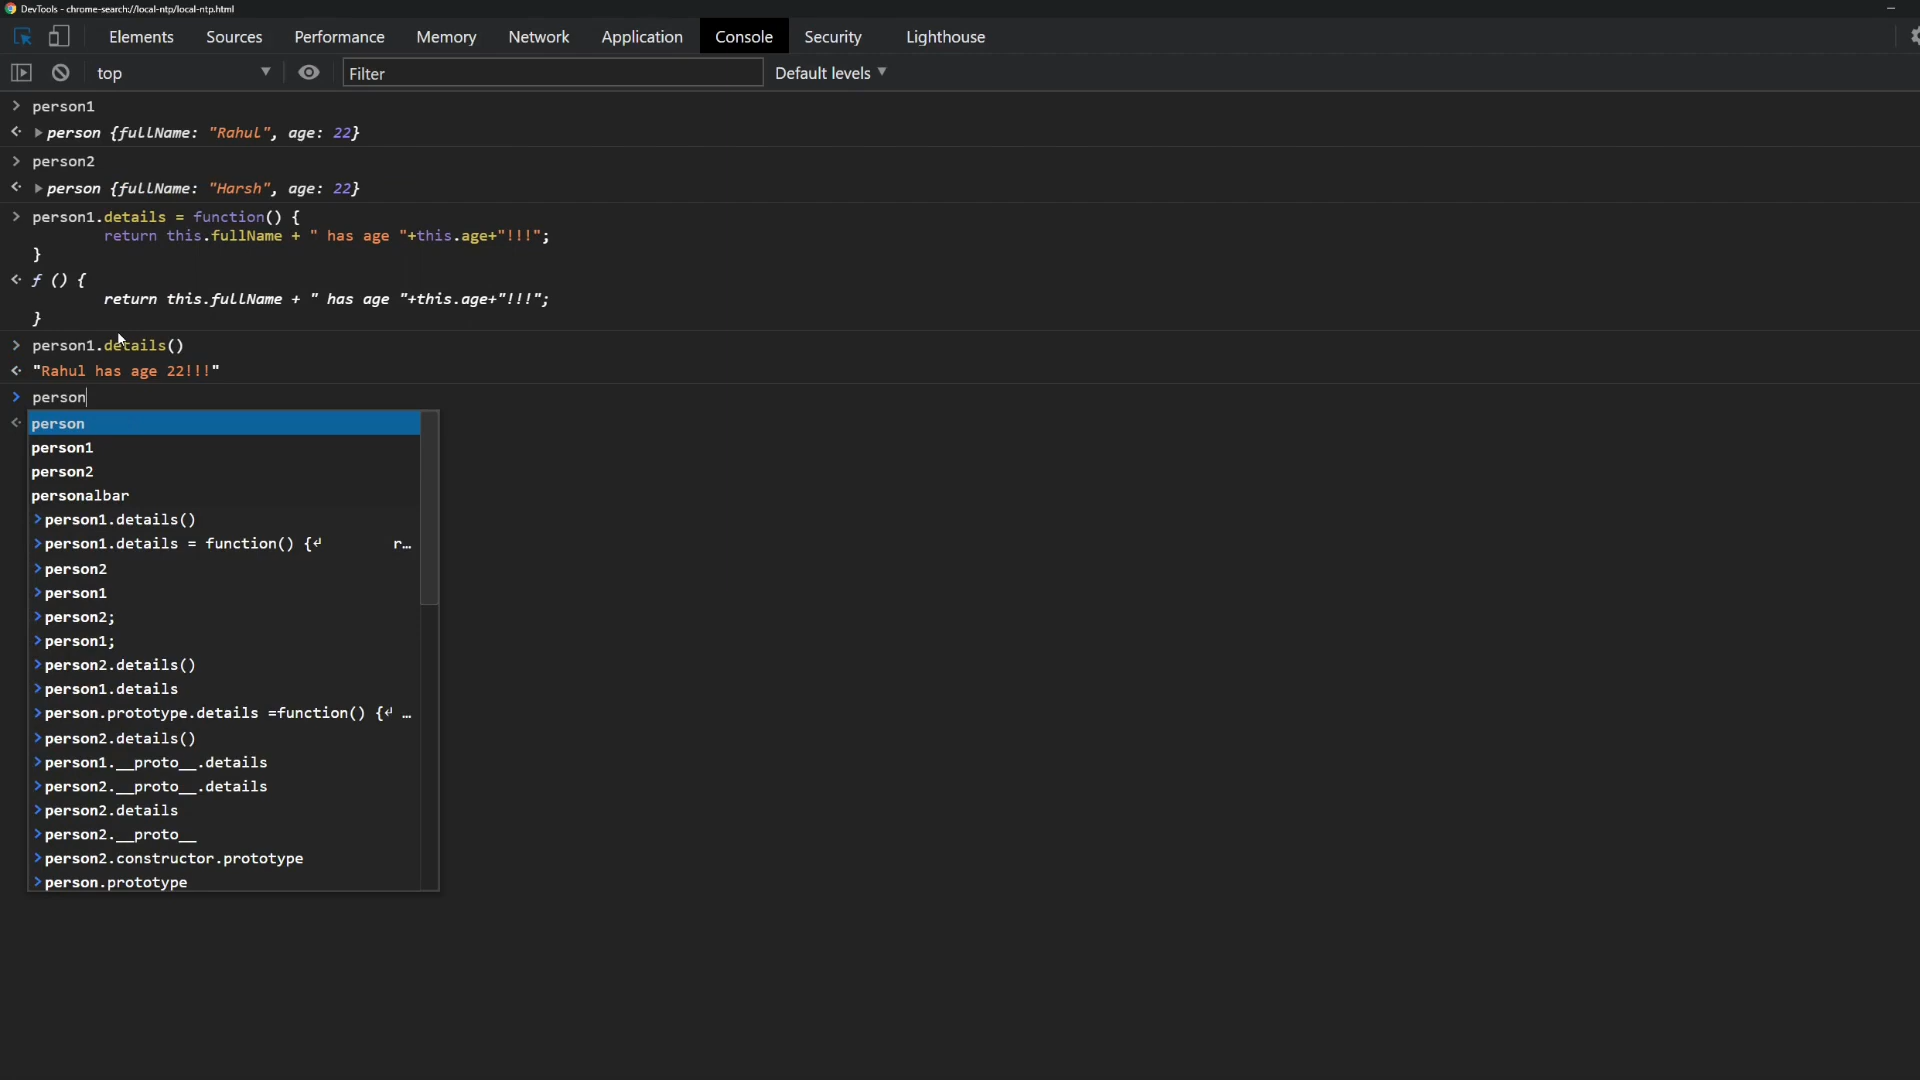 DevTools - chrome-search://local-ntp/local-ntp.html
Elements Sources Performance Memory Network Application Console Security Lighthouse
top ▼ Filter Default levels ▼
> person1
<· ▶person {fullName: "Rahul", age: 22}
> person2
<· ▶person {fullName: "Harsh", age: 22}
> person1.details = function() {
return this.fullName + " has age "+this.age+"!!!";
}
<· ƒ () {
return this.fullName + " has age "+this.age+"!!!";
}
> person1.details()
<· "Rahul has age 22!!!"
> person
person
person1
person2
personalbar
>person1.details()
>person1.details = function() {↲ r…
>person2
>person1
>person2;
>person1;
>person2.details()
>person1.details
>person.prototype.details =function() {↲ …
>person2.details()
>person1.__proto__.details
>person2.__proto__.details
>person2.details
>person2.__proto__
>person2.constructor.prototype
>person.prototype